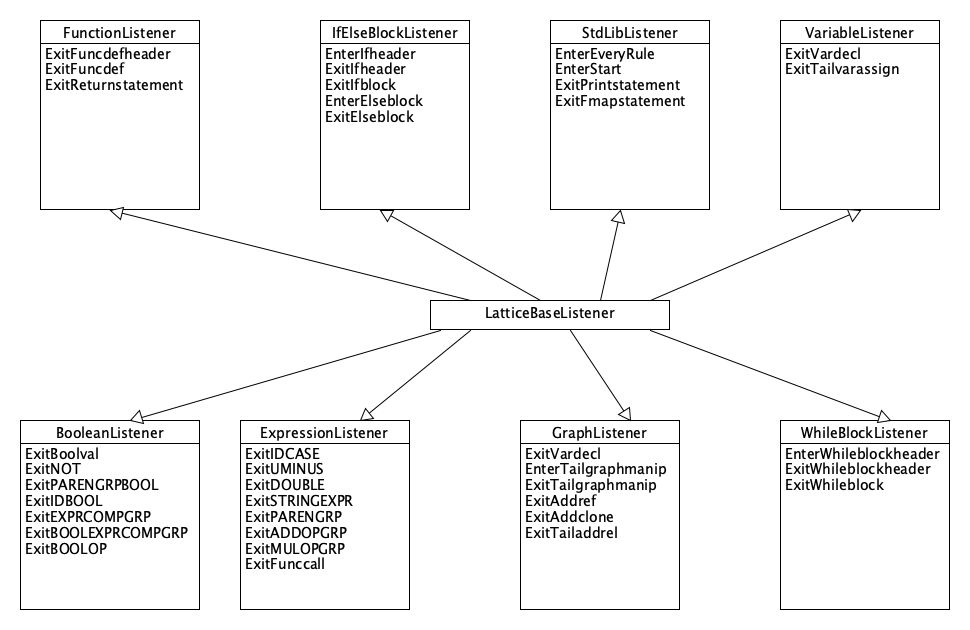 FunctionListener
ExitFuncdefheader
ExitFuncdef
ExitReturnstatement
IfElseBlockListener
EnterIfheader
ExitIfheader
ExitIfblock
EnterElseblock
ExitElseblock
StdLibListener
EnterEveryRule
EnterStart
ExitPrintstatement
ExitFmapstatement
VariableListener
ExitVardecl
ExitTailvarassign
LatticeBaseListener
BooleanListener
ExitBoolval
ExitNOT
ExitPARENGRPBOOL
ExitIDBOOL
ExitEXPRCOMPGRP
ExitBOOLEXPRCOMPGRP
ExitBOOLOP
ExpressionListener
ExitIDCASE
ExitUMINUS
ExitDOUBLE
ExitSTRINGEXPR
ExitPARENGRP
ExitADDOPGRP
ExitMULOPGRP
ExitFunccall
GraphListener
ExitVardecl
EnterTailgraphmanip
ExitTailgraphmanip
ExitAddref
ExitAddclone
ExitTailaddrel
WhileBlockListener
EnterWhileblockheader
ExitWhileblockheader
ExitWhileblock